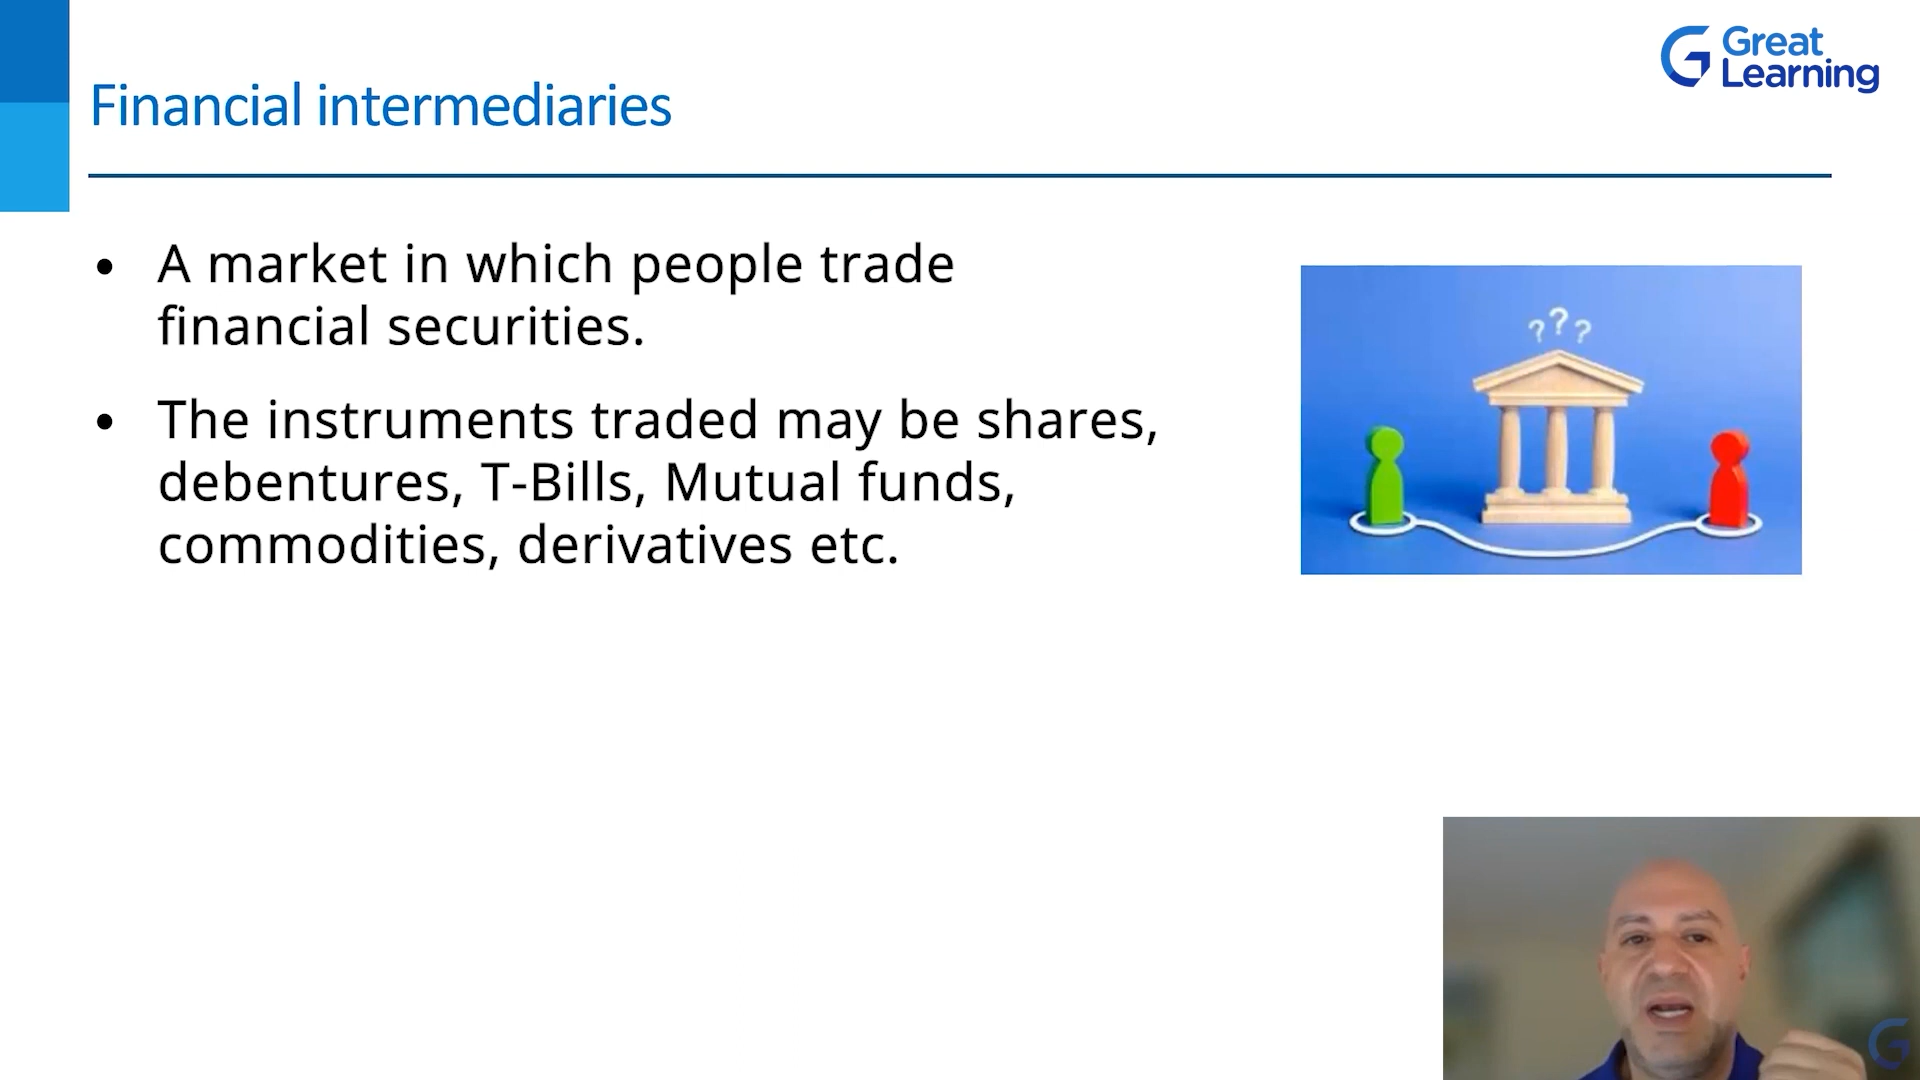 Great
Learning
Financial intermediaries
• A market in which people trade
financial securities.
• The instruments traded may be shares,
debentures, T-Bills, Mutual funds,
commodities, derivatives etc.
???